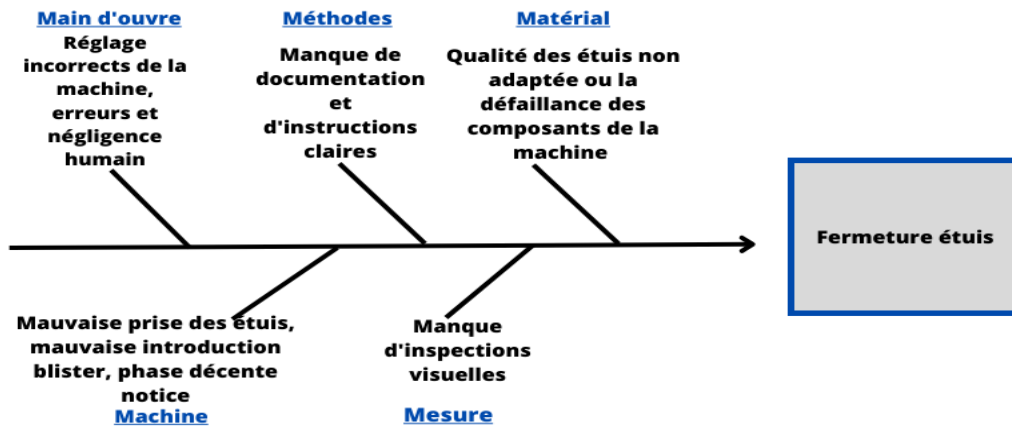 Main d'ouvre
Réglage
incorrects de la
machine,
erreurs et
négligence
humain
Méthodes
Manque de
documentation
et
d'instructions
claires
Matérial
Qualité des étuis non
adaptée ou la
défaillance des
composants de la
machine
Fermeture étuis
Mauvaise prise des étuis,
mauvaise introduction
blister, phase décente
notice
Machine
Manque
d'inspections
visuelles
Mesure